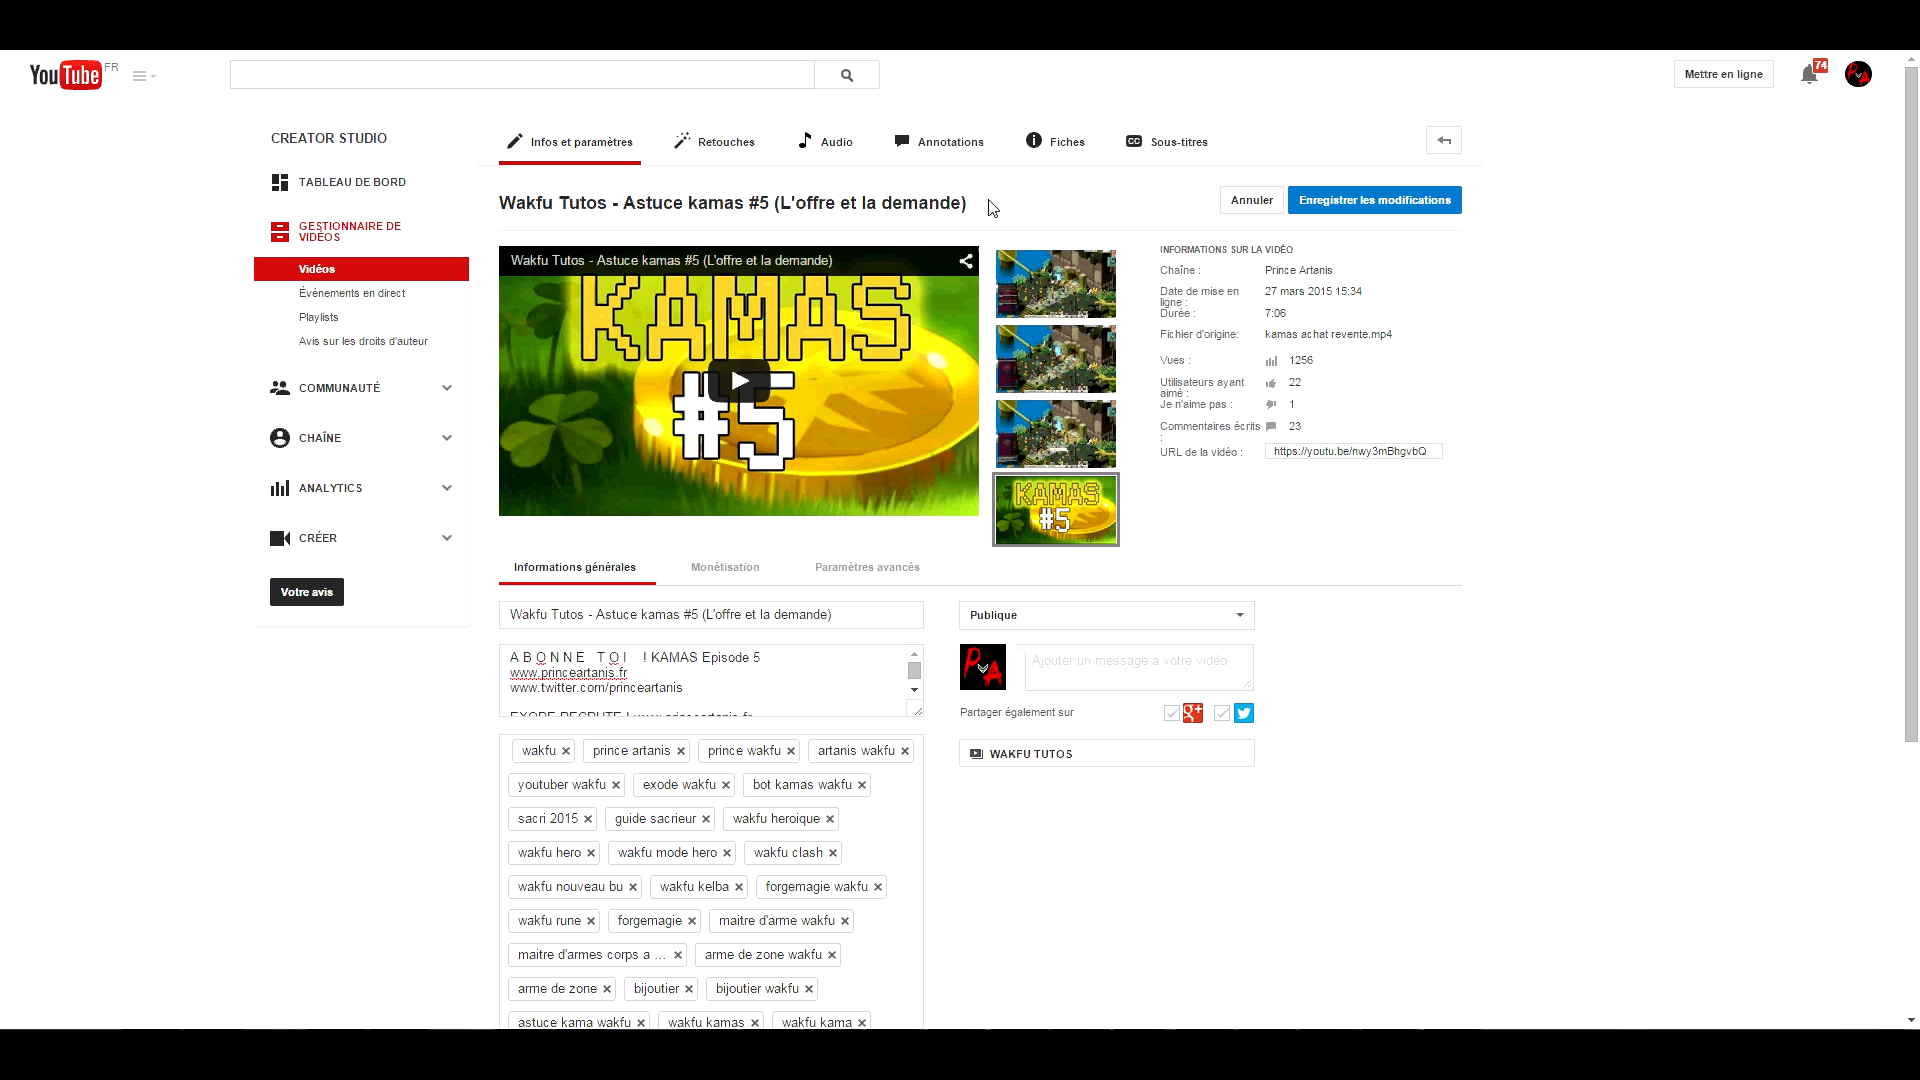 YouTube FR
Mettre en ligne
74
CREATOR STUDIO
TABLEAU DE BORD
GESTIONNAIRE DE
VIDÉOS
Vidéos
Événements en direct
Playlists
Avis sur les droits d'auteur
COMMUNAUTÉ
CHAÎNE
ANALYTICS
CRÉER
Votre avis
Infos et paramètres
Retouches
Audio
Annotations
Fiches
CC Sous-titres
Wakfu Tutos - Astuce kamas #5 (L'offre et la demande)
Annuler
Enregistrer les modifications
Wakfu Tutos - Astuce kamas #5 (L'offre et la demande)
KAMAS
#5
KAMAS
#5
INFORMATIONS SUR LA VIDÉO
Chaîne : Prince Artanis
Date de mise en
ligne : 27 mars 2015 15:34
Durée : 7:06
Fichier d'origine: kamas achat revente.mp4
Vues : 1256
Utilisateurs ayant
aimé : 22
Je n'aime pas : 1
Commentaires écrits
: 23
URL de la vidéo : https://youtu.be/nwy3mBhgvbQ
Informations générales
Monétisation
Paramètres avancés
Wakfu Tutos - Astuce kamas #5 (L'offre et la demande)
A B O N N E T O I ! KAMAS Episode 5
www.princeartanis.fr
www.twitter.com/princeartanis
EXODE RECRUTE ! www.princeartanis.fr
wakfu prince artanis prince wakfu artanis wakfu
youtuber wakfu exode wakfu bot kamas wakfu
sacri 2015 guide sacrieur wakfu heroique
wakfu hero wakfu mode hero wakfu clash
wakfu nouveau bu wakfu kelba forgemagie wakfu
wakfu rune forgemagie maitre d'arme wakfu
maitre d'armes corps a ... arme de zone wakfu
arme de zone bijoutier bijoutier wakfu
astuce kama wakfu wakfu kamas wakfu kama
Publique
PvA
Ajouter un message à votre vidéo
Partager également sur
g+
WAKFU TUTOS